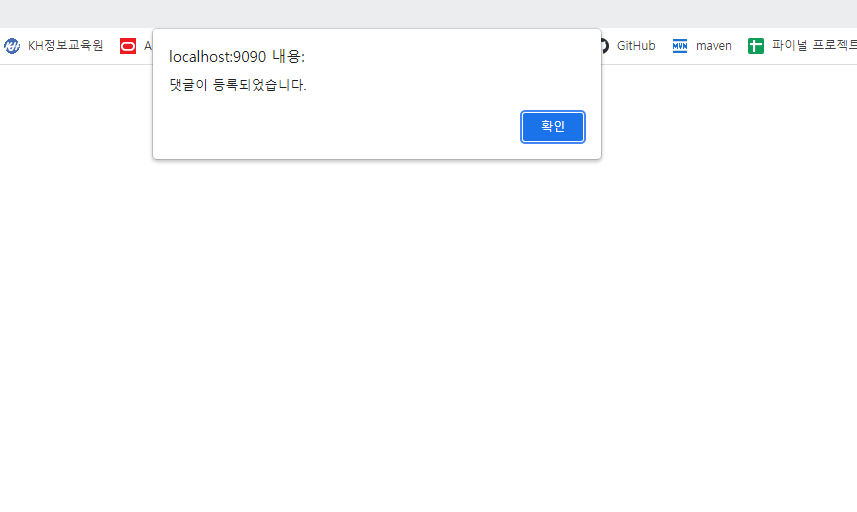 KH정보교육원
A
GitHub
maven
파이널 프로젝트
localhost:9090 내용:
댓글이 등록되었습니다.
확인